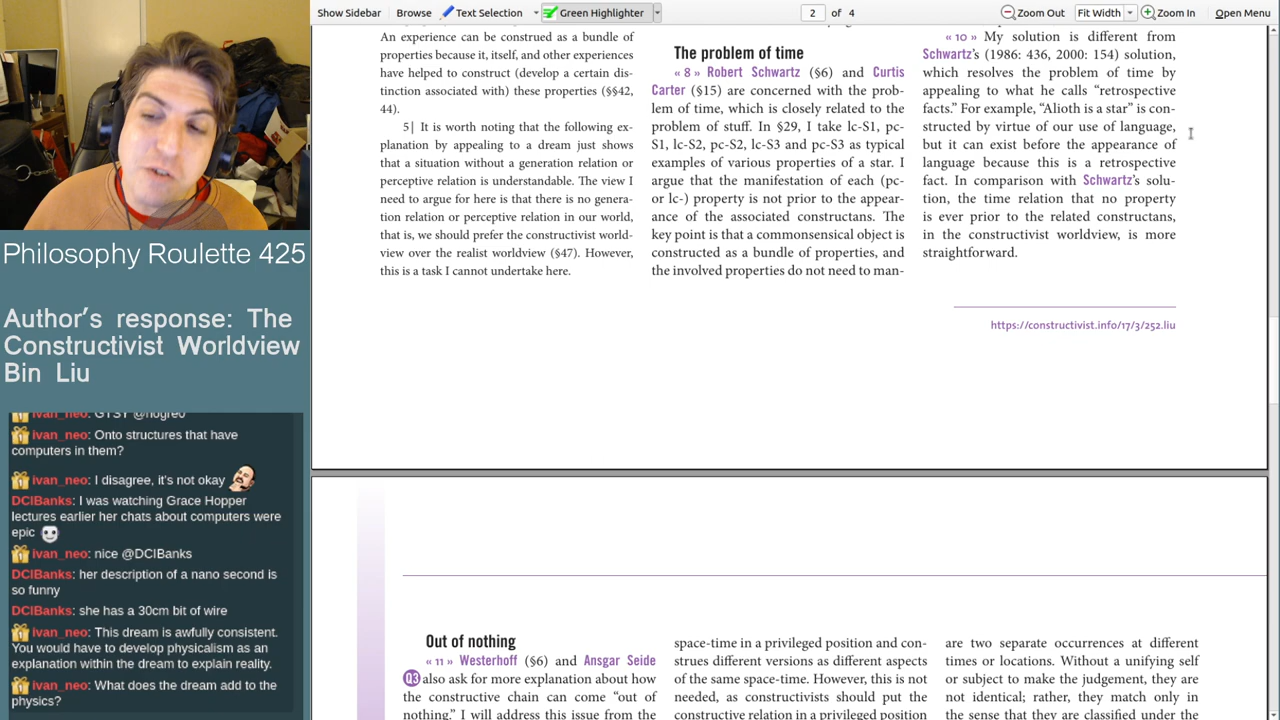 Show Sidebar Browse Text Selection Green Highlighter 2 of 4 Zoom Out Fit Width Zoom In Open Menu
An experience can be construed as a bundle of
properties because it, itself, and other experiences
have helped to construct (develop a certain dis-
tinction associated with) these properties (§§42,
44).
5| It is worth noting that the following ex-
planation by appealing to a dream just shows
that a situation without a generation relation or
perceptive relation is understandable. The view I
need to argue for here is that there is no genera-
tion relation or perceptive relation in our world,
that is, we should prefer the constructivist world-
view over the realist worldview (§47). However,
this is a task I cannot undertake here.
The problem of time
« 8 » Robert Schwartz (§6) and Curtis
Carter (§15) are concerned with the prob-
lem of time, which is closely related to the
problem of stuff. In §29, I take lc-S1, pc-
S1, lc-S2, pc-S2, lc-S3 and pc-S3 as typical
examples of various properties of a star. I
argue that the manifestation of each (pc-
or lc-) property is not prior to the appear-
ance of the associated constructans. The
key point is that a commonsensical object is
constructed as a bundle of properties, and
the involved properties do not need to man-
« 10 » My solution is different from
Schwartz's (1986: 436, 2000: 154) solution,
which resolves the problem of time by
appealing to what he calls “retrospective
facts.” For example, “Alioth is a star” is con-
structed by virtue of our use of language,
but it can exist before the appearance of
language because this is a retrospective
fact. In comparison with Schwartz's solu-
tion, the time relation that no property
is ever prior to the related constructans,
in the constructivist worldview, is more
straightforward.
https://constructivist.info/17/3/252.liu
Out of nothing
« 11 » Westerhoff (§6) and Ansgar Seide
Q3 also ask for more explanation about how
the constructive chain can come “out of
nothing.” I will address this issue from the
space-time in a privileged position and con-
strues different versions as different aspects
of the same space-time. However, this is not
needed, as constructivists should put the
constructive relation in a privileged position
are two separate occurrences at different
times or locations. Without a unifying self
or subject to make the judgement, they are
not identical; rather, they match only in
the sense that they are classified under the
Philosophy Roulette 425
Author's response: The
Constructivist Worldview
Bin Liu
ivan_neo: GTSY @nogreo
ivan_neo: Onto structures that have
computers in them?
ivan_neo: I disagree, it's not okay
DCIBanks: I was watching Grace Hopper
lectures earlier her chats about computers were
epic
ivan_neo: nice @DCIBanks
DCIBanks: her description of a nano second is
so funny
DCIBanks: she has a 30cm bit of wire
ivan_neo: This dream is awfully consistent.
You would have to develop physicalism as an
explanation within the dream to explain reality.
ivan_neo: What does the dream add to the
physics?